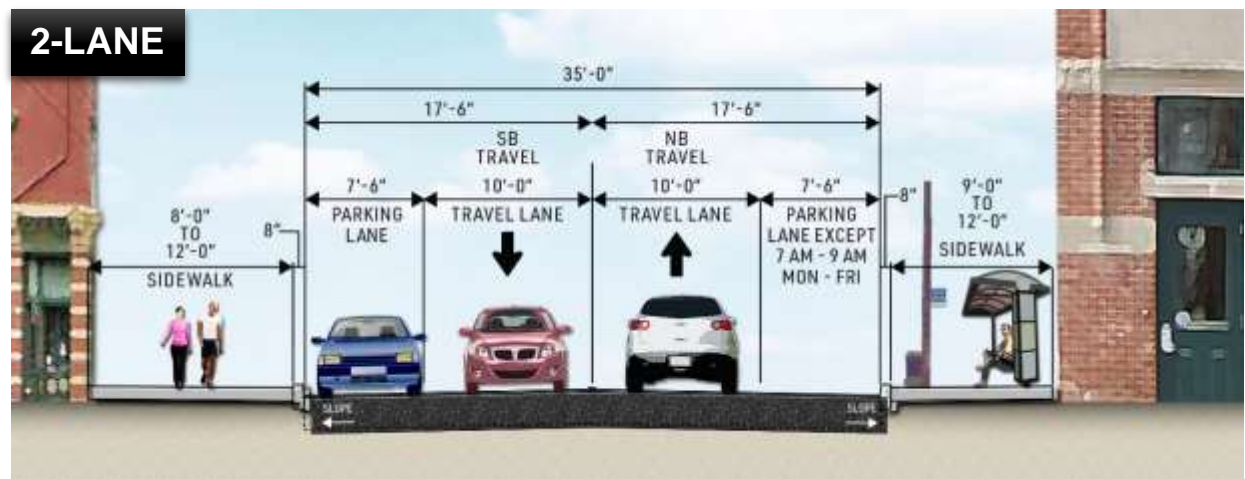 2-LANE
35'-0"
17'-6"
17'-6"
SB
TRAVEL
NB
TRAVEL
7'-6"
10'-0"
10'-0"
7'-6"
PARKING
LANE
TRAVEL LANE
TRAVEL LANE
PARKING
LANE EXCEPT
7 AM - 9 AM
MON - FRI
8'-0"
TO
12'-0"
SIDEWALK
8"
8"
9'-0"
TO
12'-0"
SIDEWALK
SLOPE
SLOPE